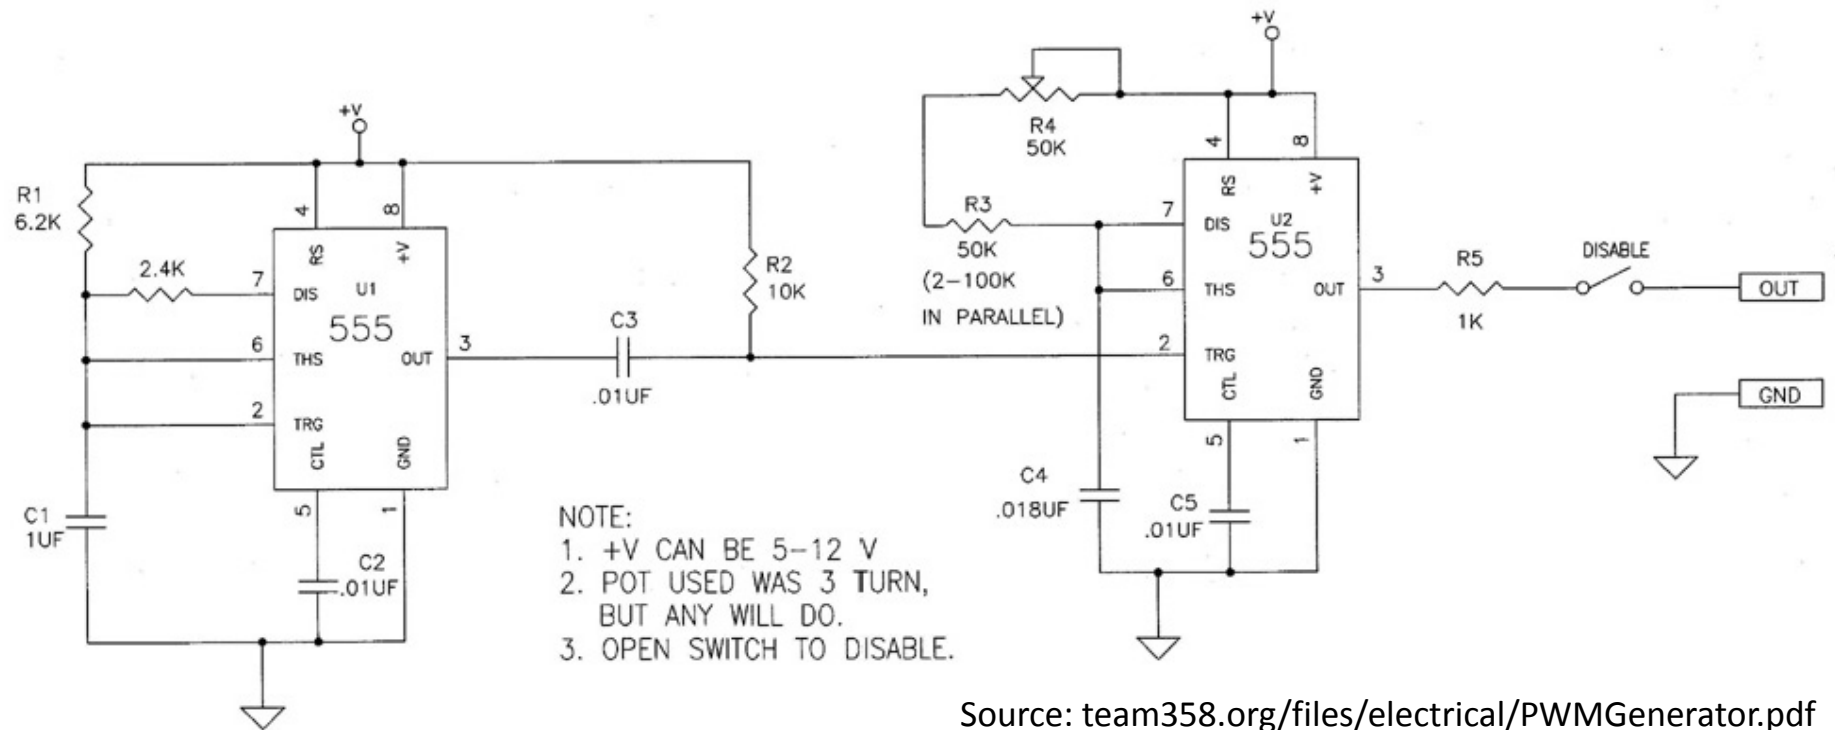 +V
R1
6.2K
4
8
RS
+V
2.4K
7
DIS
U1
555
6
THS
OUT
3
2
TRG
CTL
GND
5
1
C1
1UF
C2
.01UF
C3
.01UF
R2
10K
+V
R4
50K
R3
50K
(2-100K
IN PARALLEL)
4
8
RS
+V
7
DIS
U2
555
6
THS
OUT
3
2
TRG
CTL
GND
5
1
C4
.018UF
C5
.01UF
R5
1K
DISABLE
OUT
GND
NOTE:
1. +V CAN BE 5-12 V
2. POT USED WAS 3 TURN,
BUT ANY WILL DO.
3. OPEN SWITCH TO DISABLE.
Source: team358.org/files/electrical/PWMGenerator.pdf